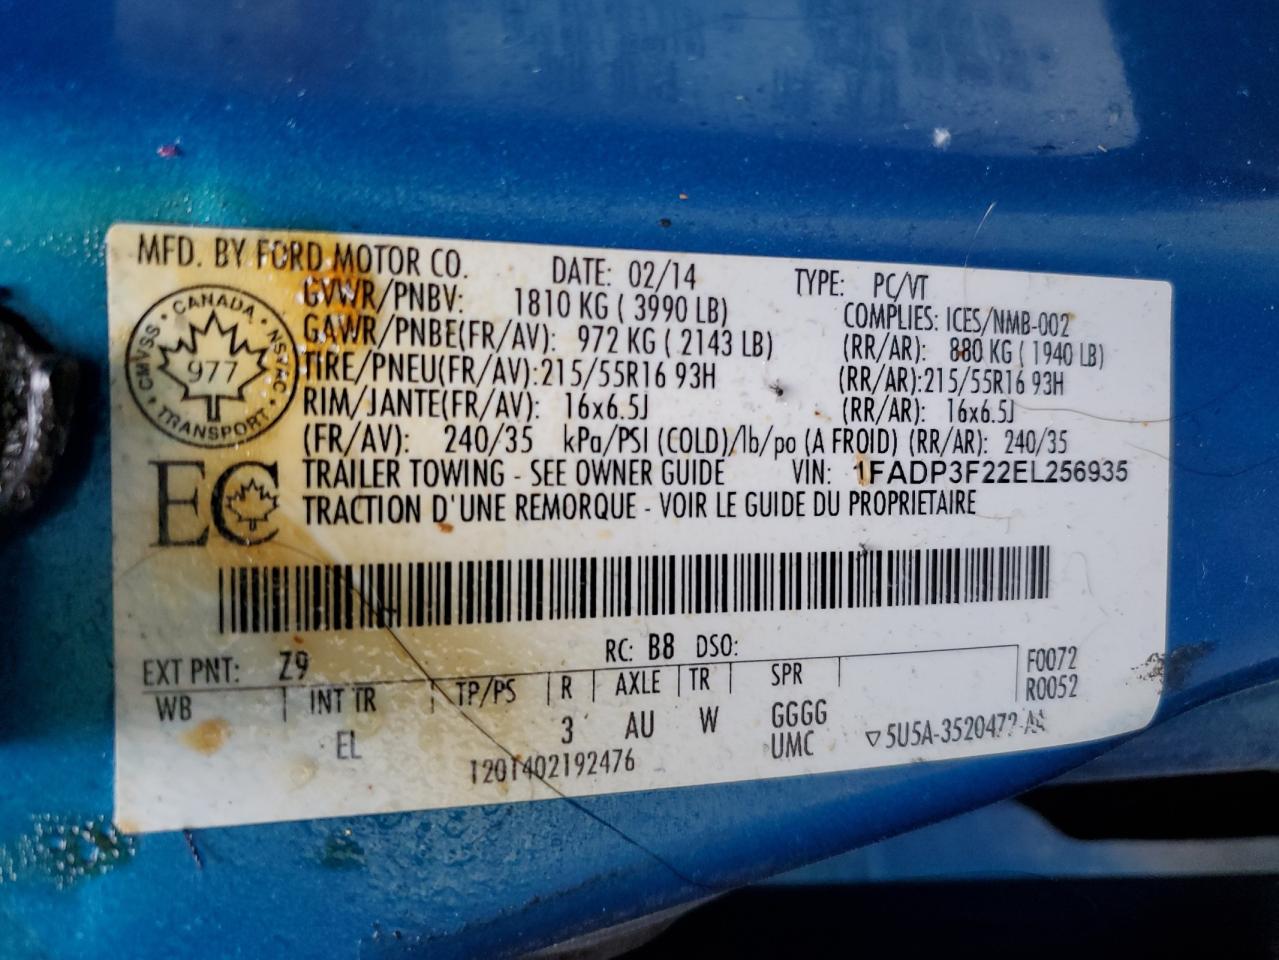 MFD. BY FORD MOTOR CO. DATE: 02/14 TYPE: PC/VT
GVWR/PNBV: 1810 KG ( 3990 LB) COMPLIES: ICES/NMB-002
GAWR/PNBE(FR/AV): 972 KG ( 2143 LB) (RR/AR): 880 KG ( 1940 LB)
TIRE/PNEU(FR/AV):215/55R16 93H (RR/AR):215/55R16 93H
RIM/JANTE(FR/AV): 16x6.5J (RR/AR): 16x6.5J
(FR/AV): 240/35 kPa/PSI (COLD)/lb/po (A FROID) (RR/AR): 240/35
TRAILER TOWING - SEE OWNER GUIDE VIN: 1FADP3F22EL256935
TRACTION D'UNE REMORQUE - VOIR LE GUIDE DU PROPRIETAIRE
CANADA · NSVAC · TRANSPORT · CMVSS ·
977
EC
RC: B8 DSO:
EXT PNT: Z9
WB INT TR TP/PS R AXLE TR SPR F0072
R0052
EL 3 AU W GGGG
UMC
▽ 5U5A-3520472-AA
1201402192476